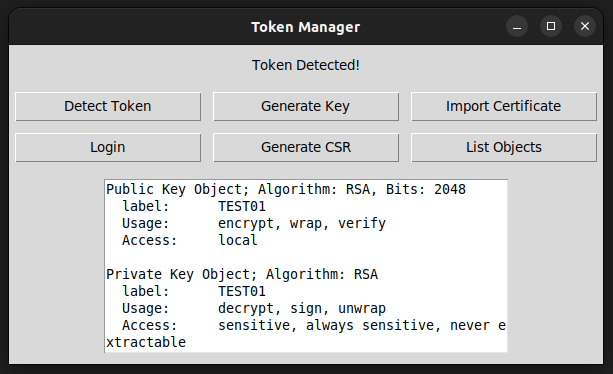 Token Manager
Token Detected!
Detect Token
Generate Key
Import Certificate
Login
Generate CSR
List Objects
Public Key Object; Algorithm: RSA, Bits: 2048
  label:      TEST01
  Usage:      encrypt, wrap, verify
  Access:     local

Private Key Object; Algorithm: RSA
  label:      TEST01
  Usage:      decrypt, sign, unwrap
  Access:     sensitive, always sensitive, never e
xtractable